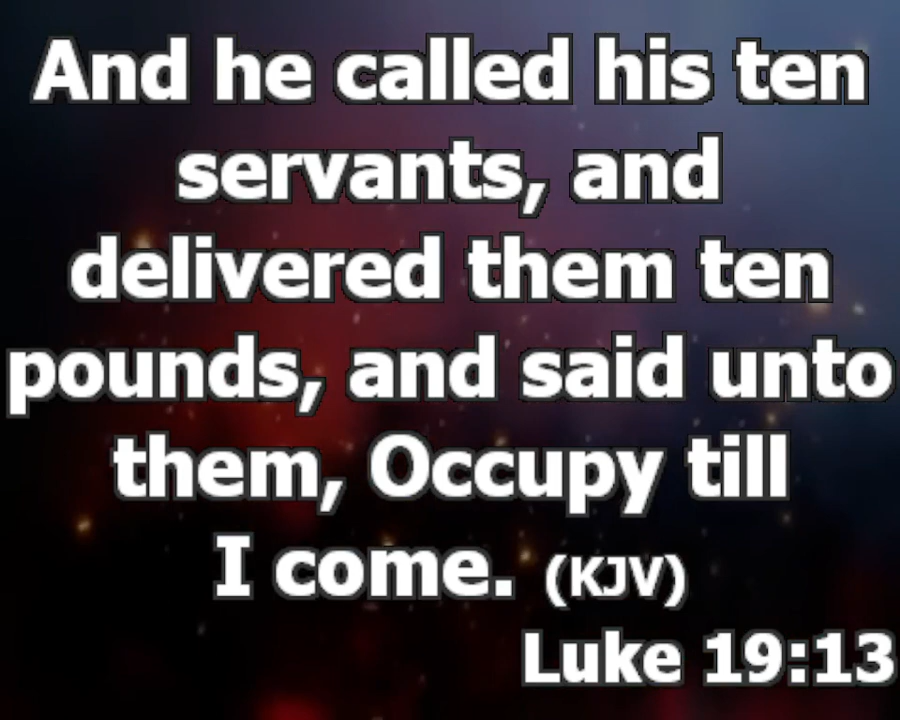 And he called his ten
servants, and
delivered them ten
pounds, and said unto
them, Occupy till
I come. (KJV)
Luke 19:13